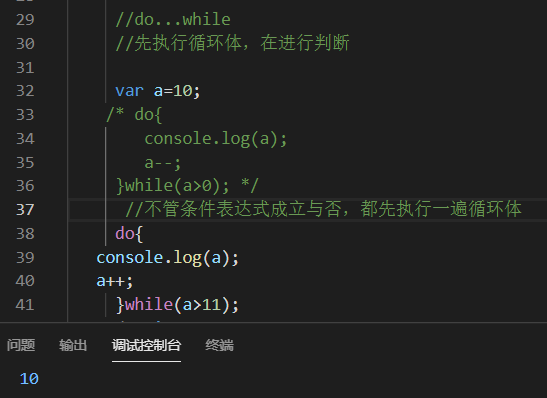 29 //do...while
30 //先执行循环体，在进行判断
31
32 var a=10;
33 /* do{
34 console.log(a);
35 a--;
36 }while(a>0); */
37 //不管条件表达式成立与否，都先执行一遍循环体
38 do{
39 console.log(a);
40 a++;
41 }while(a>11);
问题 输出 调试控制台 终端
10